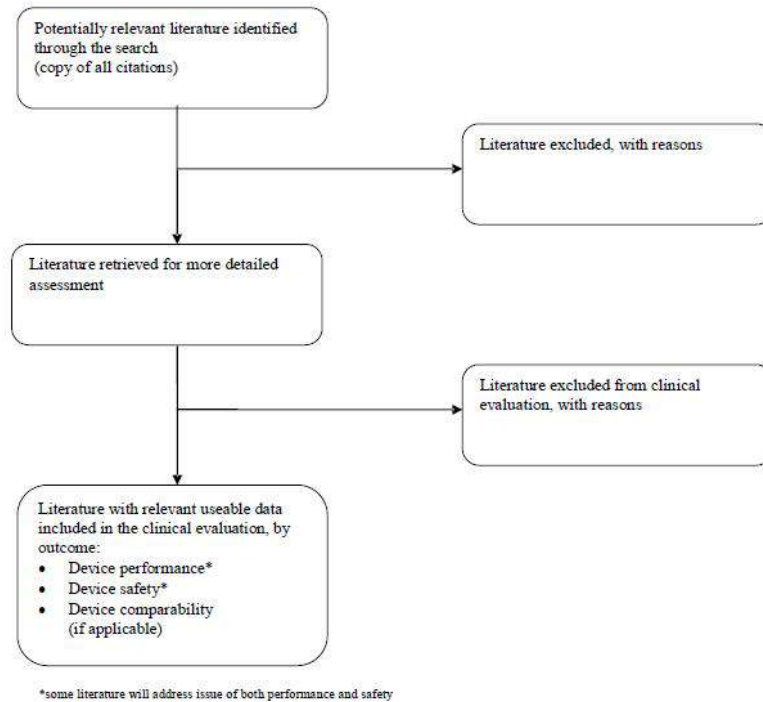 Potentially relevant literature identified
through the search
(copy of all citations)
Literature excluded, with reasons
Literature retrieved for more detailed
assessment
Literature excluded from clinical
evaluation, with reasons
Literature with relevant useable data
included in the clinical evaluation, by
outcome:
• Device performance*
• Device safety*
• Device comparability
(if applicable)
*some literature will address issue of both performance and safety